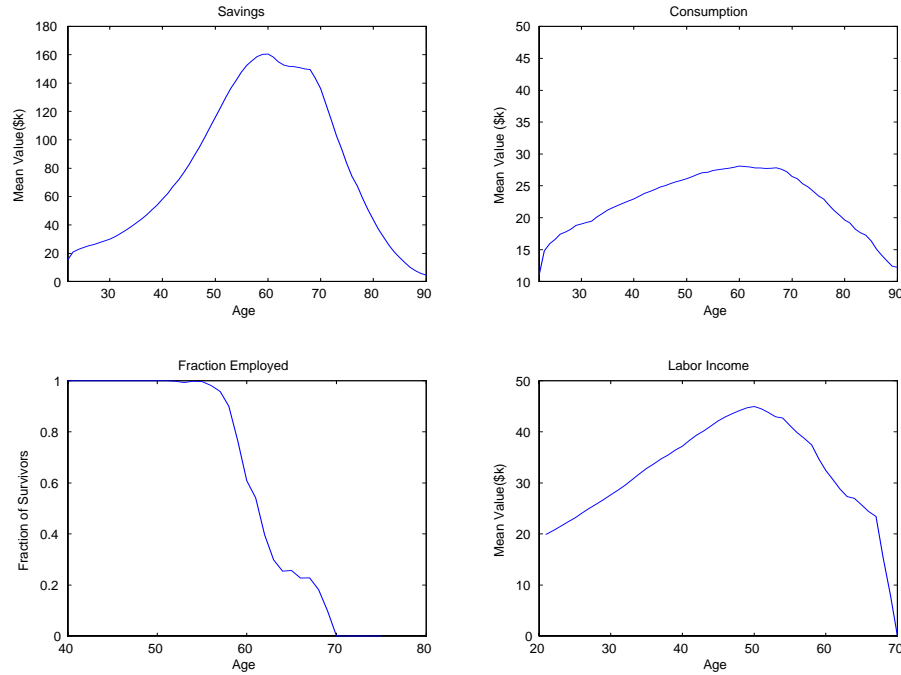 Savings
180
160
140
120
100
80
60
40
20
0
Mean Value($k)
30 40 50 60 70 80 90
Age
Consumption
50
45
40
35
30
25
20
15
10
Mean Value ($k)
30 40 50 60 70 80 90
Age
Fraction Employed
1
0.8
0.6
0.4
0.2
0
Fraction of Survivors
40 50 60 70 80
Age
Labor Income
50
40
30
20
10
0
Mean Value($k)
20 30 40 50 60 70
Age